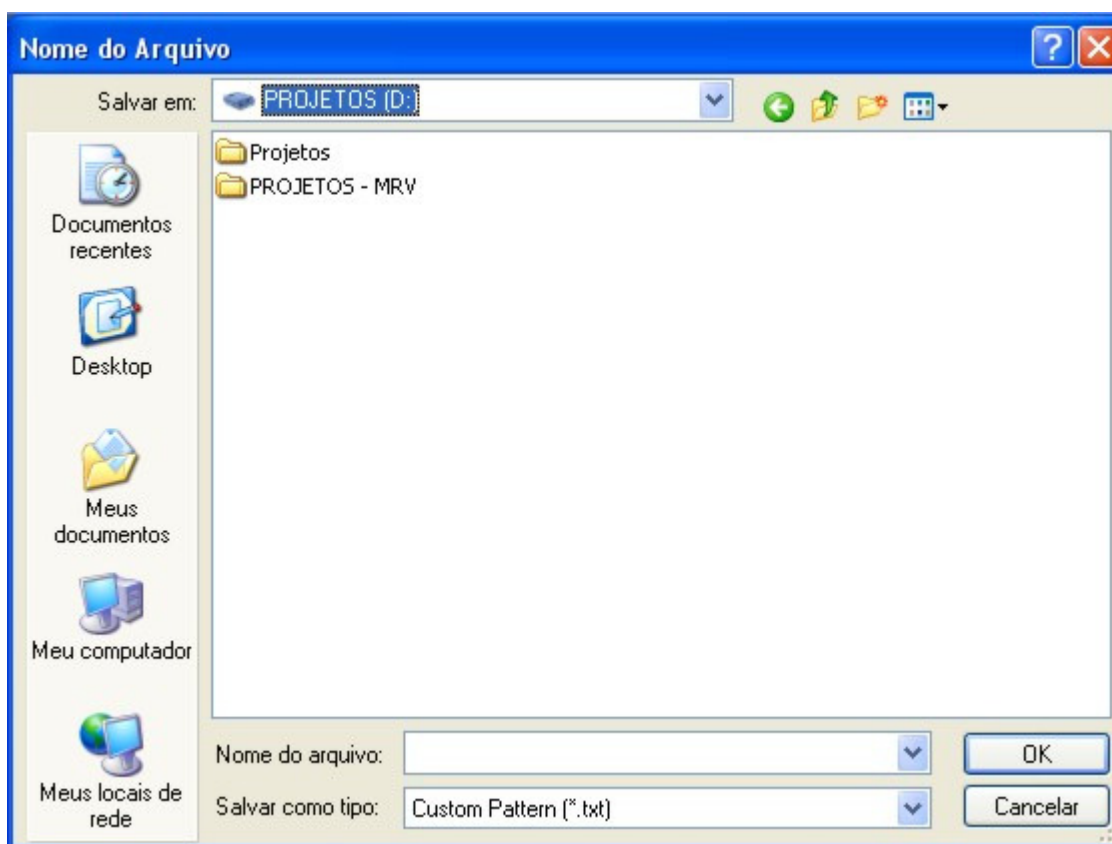 Nome do Arquivo
Salvar em:
PROJETOS (D:)
Projetos
PROJETOS - MRV
Documentos
recentes
Desktop
Meus
documentos
Meu computador
Meus locais de
rede
Nome do arquivo:
OK
Salvar como tipo:
Custom Pattern (*.txt)
Cancelar